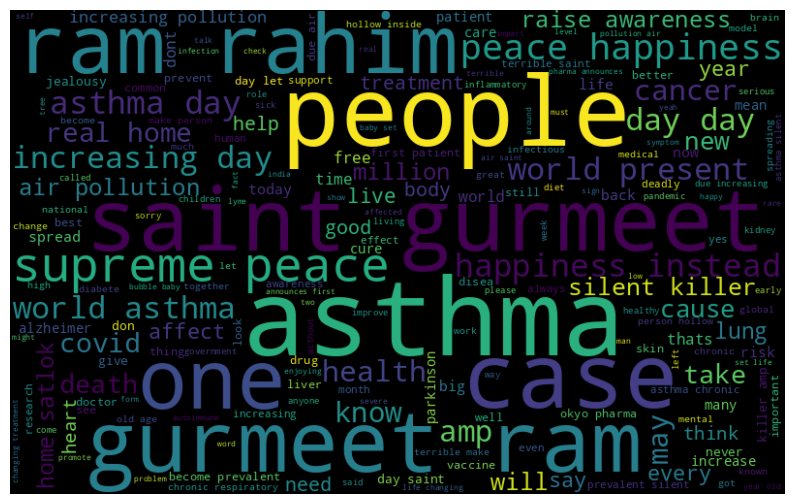 self increasing pollution hollow inside patient raise awareness brain
talk due air care terrible saint level model
infection check dont real pollution air
ram rahim peace happiness
jealousy prevent day let support terrible pharma announces year
asthma day common treatment inflammatory better serious
become role life cancer mean
tree make person sick people day day
real home help baby set around must yeah symptom
much human free infectious new medical asthma silent
increasing day called million first patient air saint now spreading
fact time world present due increasing
air pollution india today live body great diet sign back deadly
national children lyme show world still pandemic happy
change sorry best affected living week rare
spread good effect yes kidney
saint gurmeet
cure
supreme peace let happiness instead
high diabete together awareness disea low
bubble baby announces first always silent killer early
world asthma two please healthy global
might don improve asthma cause person hollow
alzheimer affect look without work thats lung
covid thing government man skin left chronic risk
give drug way set life
death enjoying health parkinson take
research doctor liver big asthma chronic
home satlok see month one case many killer amp important
come form anyone severe know well okyo pharma think mental
heart old age increasing amp may never known
autoimmune even increase
gurmeet ram
word terrible make every
promote become prevalent vaccine will say prevalent silent got
changing treatment problem chronic respiratory need said day saint life changing impact year old